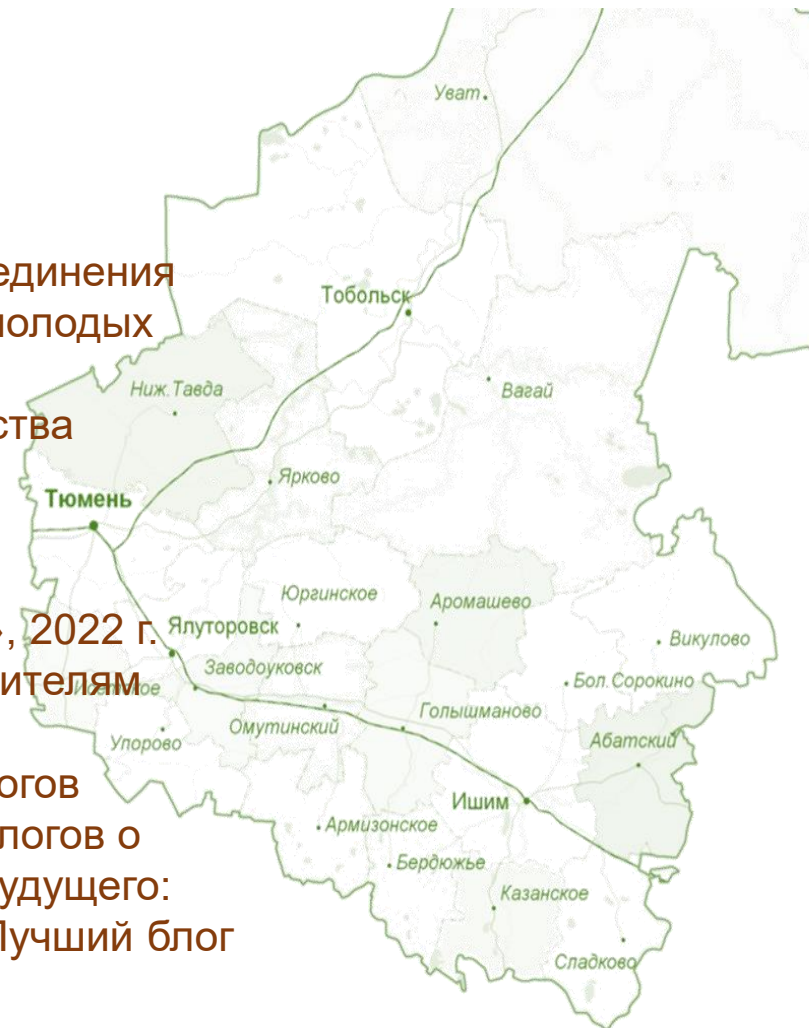 Уват
единения
Тобольск
молодых
Ниж.Тавда
Вагай
ства
Ярково
Тюмень
Юргинское
Аромашево
», 2022 г.
Ялуторовск
Викулово
Заводоуковск
Бол.Сорокино
ителям
Голышманово
Омутинский
Абатский
Упорово
огов
Ишим
логов о
Армизонское
Бердюжье
удущего:
Казанское
Лучший блог
Сладково